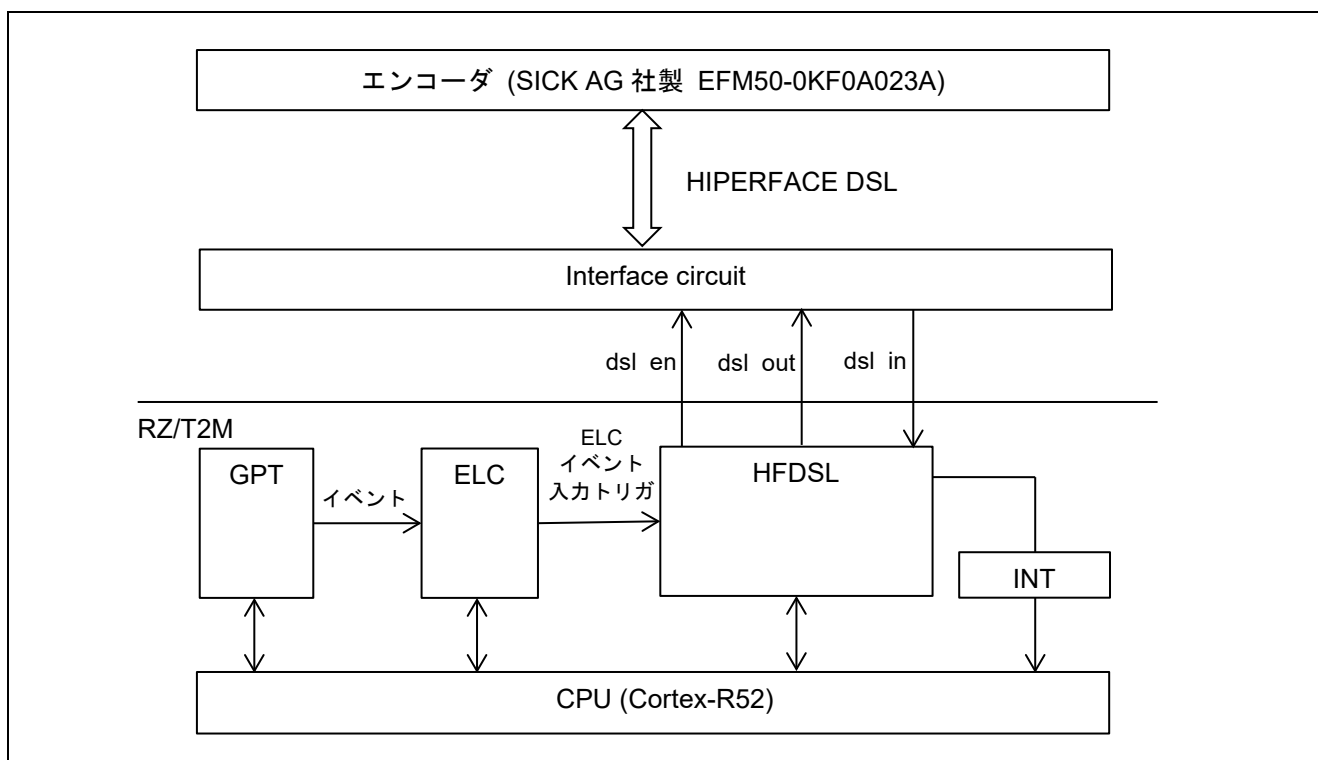 エンコーダ (SICK AG 社製 EFM50-0KF0A023A)
HIPERFACE DSL
Interface circuit
dsl en
dsl out
dsl in
RZ/T2M
GPT
イベント
ELC
ELC
イベント
入力トリガ
HFDSL
INT
CPU (Cortex-R52)